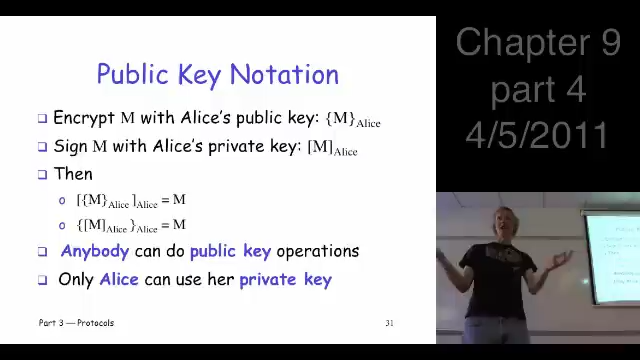 Public Key Notation
Encrypt M with Alice's public key: {M}Alice
Sign M with Alice's private key: [M]Alice
Then
[{M}Alice ]Alice = M
{[M]Alice }Alice = M
Anybody can do public key operations
Only Alice can use her private key
Part 3 — Protocols
31
Chapter 9
part 4
4/5/2011